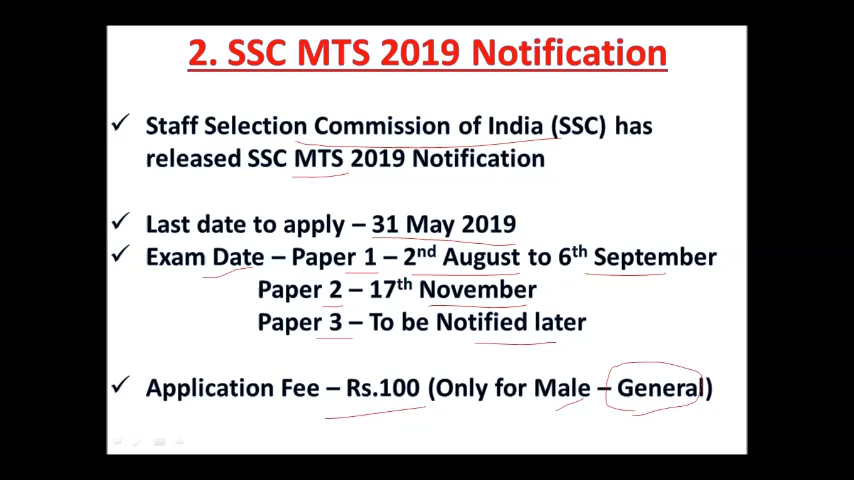 2. SSC MTS 2019 Notification
✓ Staff Selection Commission of India (SSC) has
released SSC MTS 2019 Notification
✓ Last date to apply – 31 May 2019
✓ Exam Date – Paper 1 – 2nd August to 6th September
Paper 2 – 17th November
Paper 3 – To be Notified later
✓ Application Fee – Rs.100 (Only for Male – General)